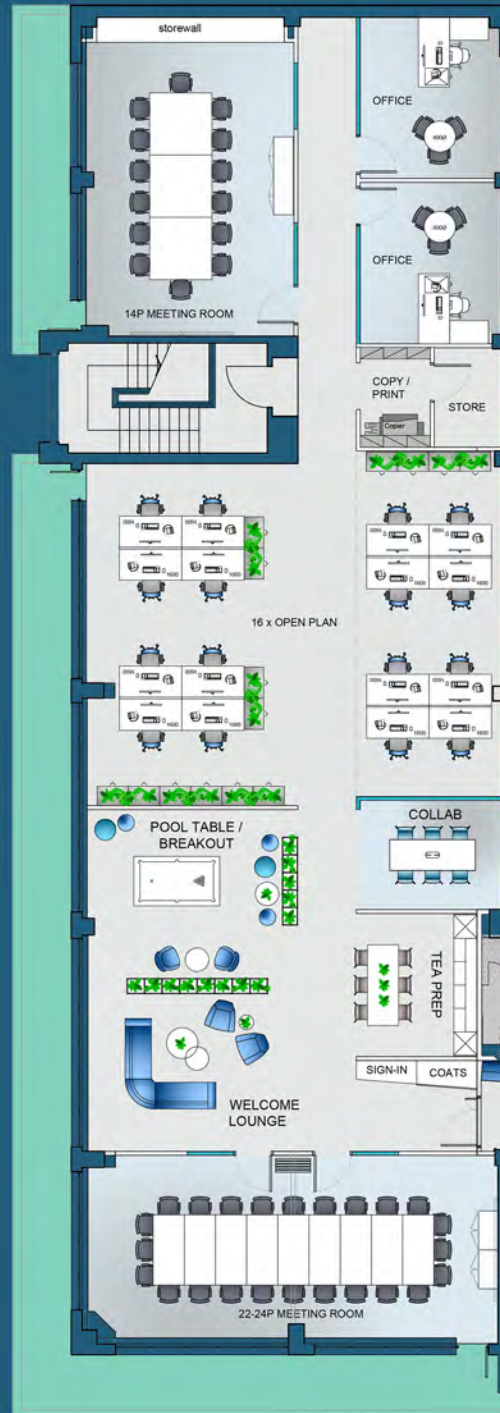 storewall
OFFICE
OFFICE
14P MEETING ROOM
COPY /
PRINT
Copier
STORE
16 x OPEN PLAN
COLLAB
POOL TABLE /
BREAKOUT
TEA PREP
SIGN-IN
COATS
WELCOME
LOUNGE
22-24P MEETING ROOM